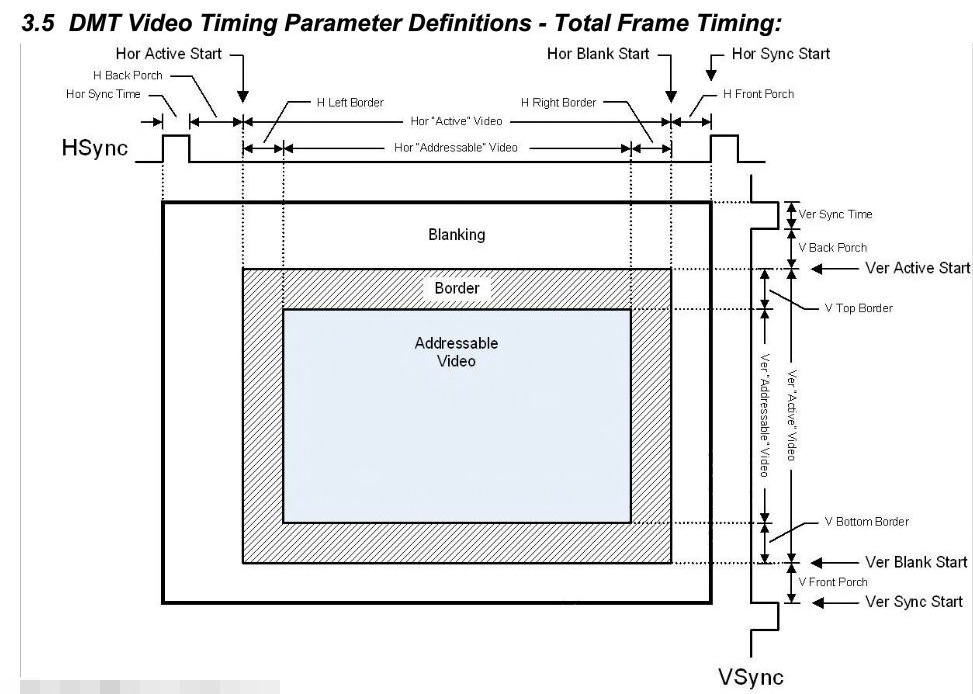 3.5 DMT Video Timing Parameter Definitions - Total Frame Timing:
Hor Active Start
Hor Blank Start
Hor Sync Start
H Back Porch
Hor Sync Time
H Left Border
H Right Border
H Front Porch
Hor "Active" Video
HSync
Hor "Addressable" Video
Ver Sync Time
Blanking
V Back Porch
Ver Active Start
Border
V Top Border
Addressable
Video
Ver "Addressable" Video
Ver "Active" Video
V Bottom Border
Ver Blank Start
V Front Porch
Ver Sync Start
VSync